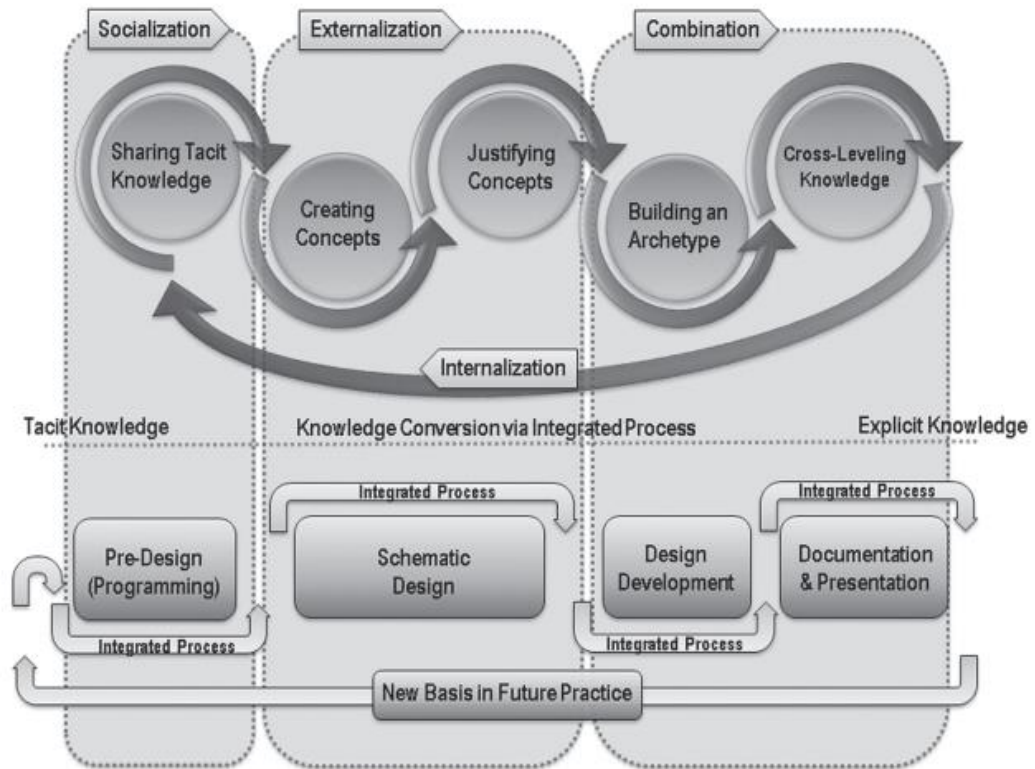 Socialization
Externalization
Combination
Sharing Tacit
Knowledge
Creating
Concepts
Justifying
Concepts
Building an
Archetype
Cross-Leveling
Knowledge
Internalization
Tacit Knowledge
Knowledge Conversion via Integrated Process
Explicit Knowledge
Integrated Process
Integrated Process
Pre-Design
(Programming)
Schematic
Design
Design
Development
Documentation
& Presentation
Integrated Process
Integrated Process
New Basis in Future Practice